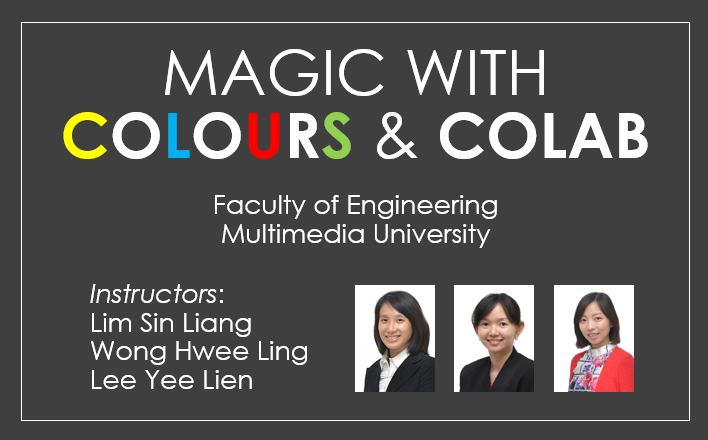 MAGIC WITH
COLOURS & COLAB
Faculty of Engineering
Multimedia University
Instructors:
Lim Sin Liang
Wong Hwee Ling
Lee Yee Lien